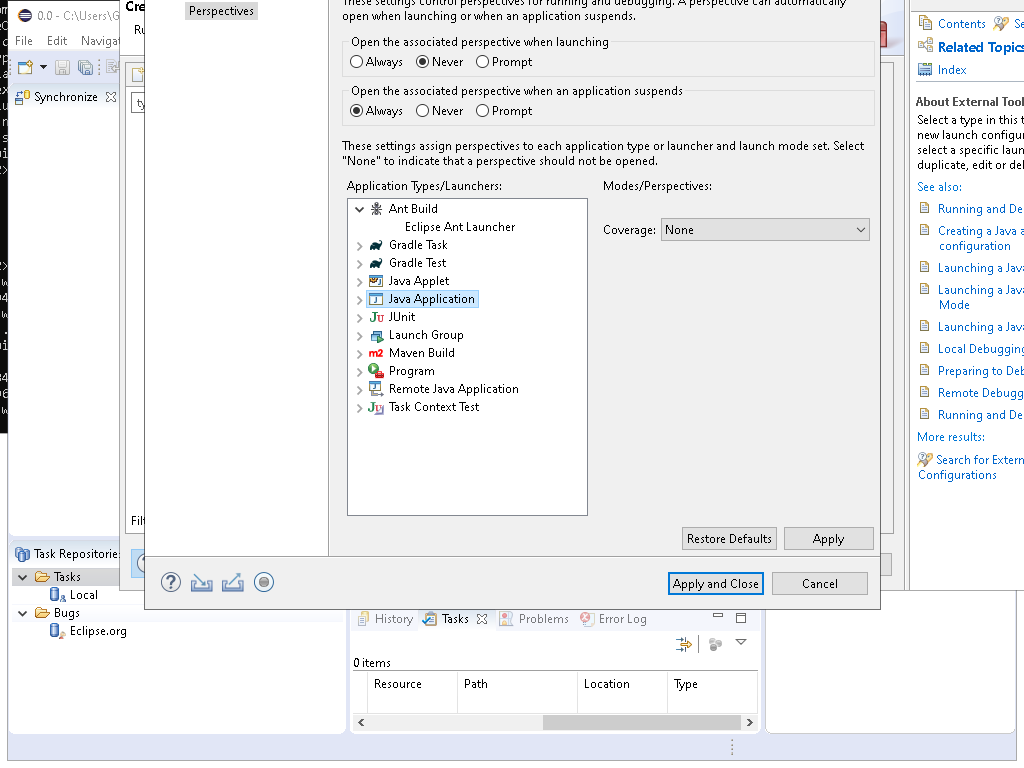 0.0 - C:\Users\G
File Edit Navigat
Synchronize
Cre
Ru
ty
Filt
Perspectives
These settings control perspectives for running and debugging. A perspective can automatically
open when launching or when an application suspends.
Open the associated perspective when launching
Always Never Prompt
Open the associated perspective when an application suspends
Always Never Prompt
These settings assign perspectives to each application type or launcher and launch mode set. Select
"None" to indicate that a perspective should not be opened.
Application Types/Launchers:
Modes/Perspectives:
Ant Build
Eclipse Ant Launcher
Gradle Task
Gradle Test
Java Applet
Java Application
JUnit
Launch Group
Maven Build
Program
Remote Java Application
Task Context Test
Coverage: None
Restore Defaults Apply
Apply and Close Cancel
Contents Se
Related Topics
Index
About External Tool
Select a type in this t
new launch configur
select a specific laun
duplicate, edit or del
See also:
Running and De
Creating a Java a
configuration
Launching a Java
Launching a Java
Mode
Launching a Java
Local Debugging
Preparing to Deb
Remote Debugg
Running and De
More results:
Search for Extern
Configurations
Task Repositorie
Tasks
Local
Bugs
Eclipse.org
History Tasks Problems Error Log
0 items
Resource Path Location Type